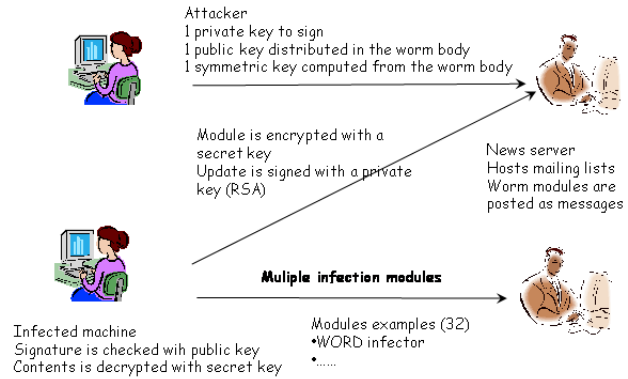 Attacker
1 private key to sign
1 public key distributed in the worm body
1 symmetric key computed from the worm body
Module is encrypted with a
secret key
Update is signed with a private
key (RSA)
News server
Hosts mailing lists
Worm modules are
posted as messages
Muliple infection modules
Infected machine
Signature is checked wih public key
Contents is decrypted with secret key
Modules examples (32)
•WORD infector
•......